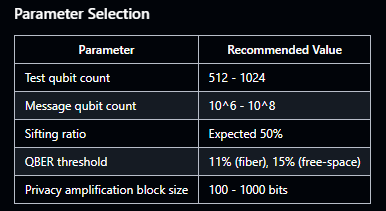 Parameter Selection
Parameter Recommended Value
Test qubit count 512 - 1024
Message qubit count 10^6 - 10^8
Sifting ratio Expected 50%
QBER threshold 11% (fiber), 15% (free-space)
Privacy amplification block size 100 - 1000 bits